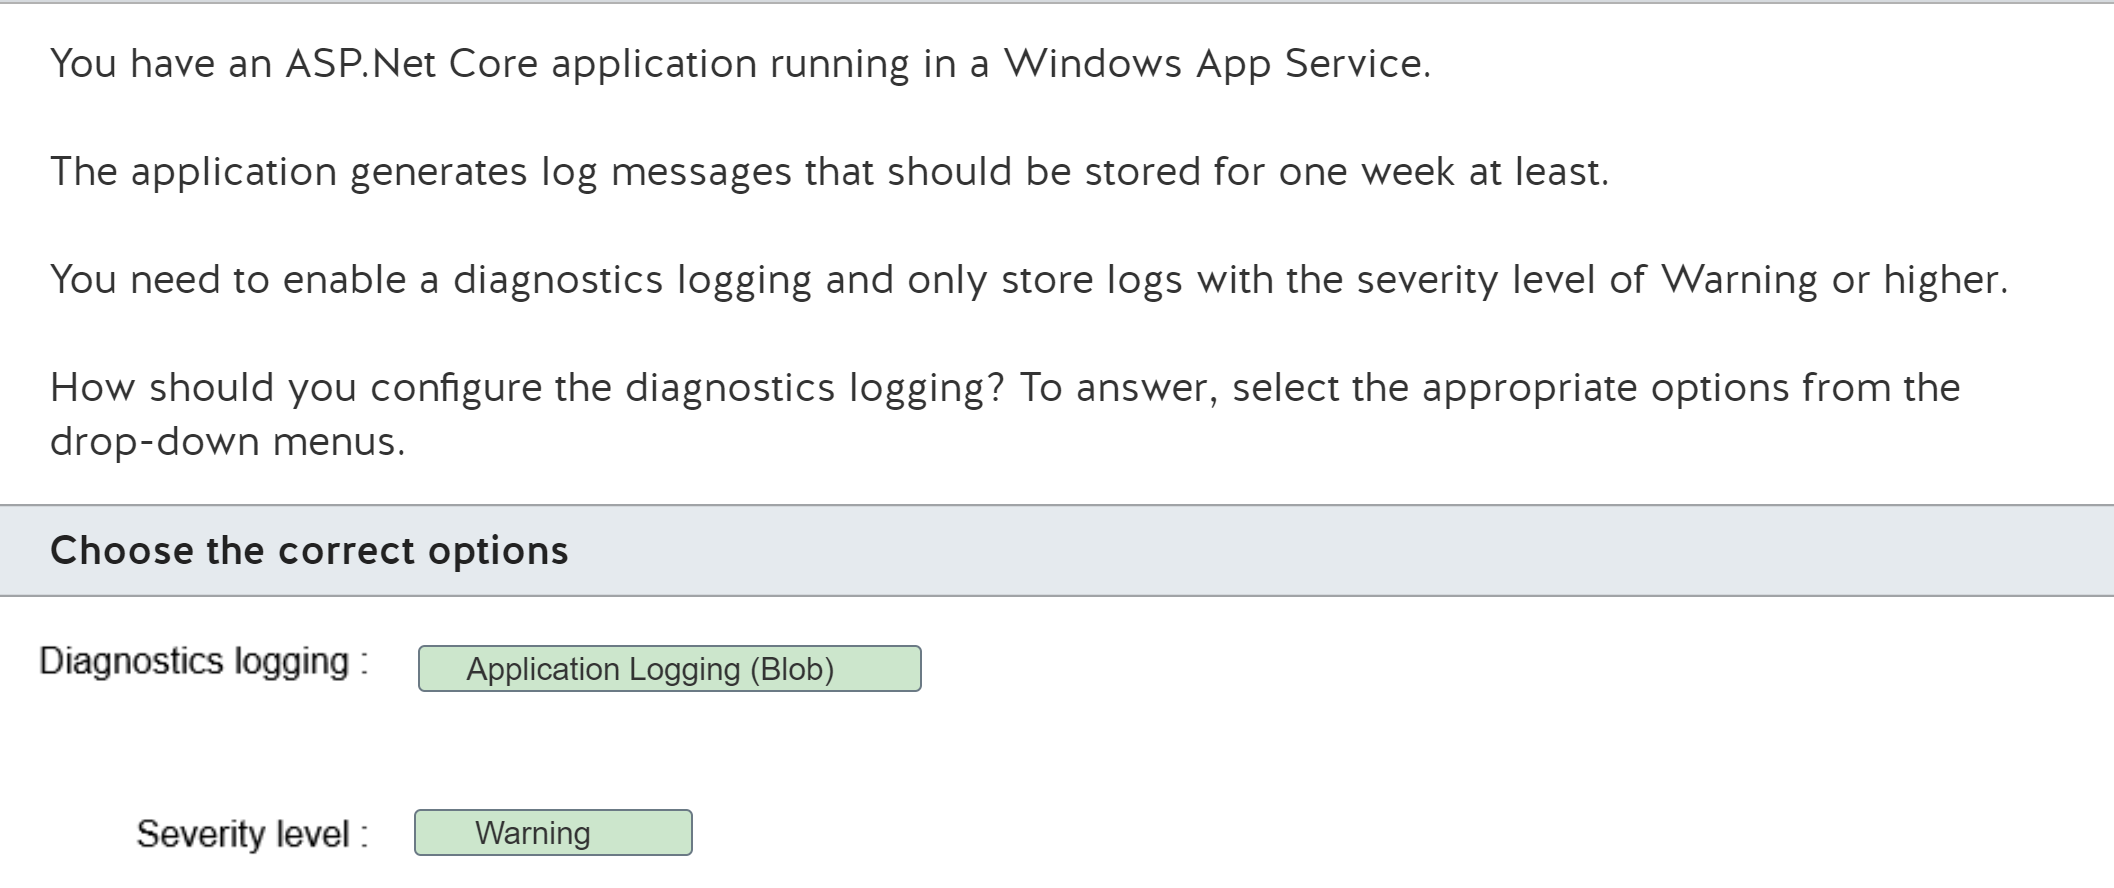 You have an ASP.Net Core application running in a Windows App Service.
The application generates log messages that should be stored for one week at least.
You need to enable a diagnostics logging and only store logs with the severity level of Warning or higher.
How should you configure the diagnostics logging? To answer, select the appropriate options from the
drop-down menus.
Choose the correct options
Diagnostics logging : Application Logging (Blob)
Severity level : Warning